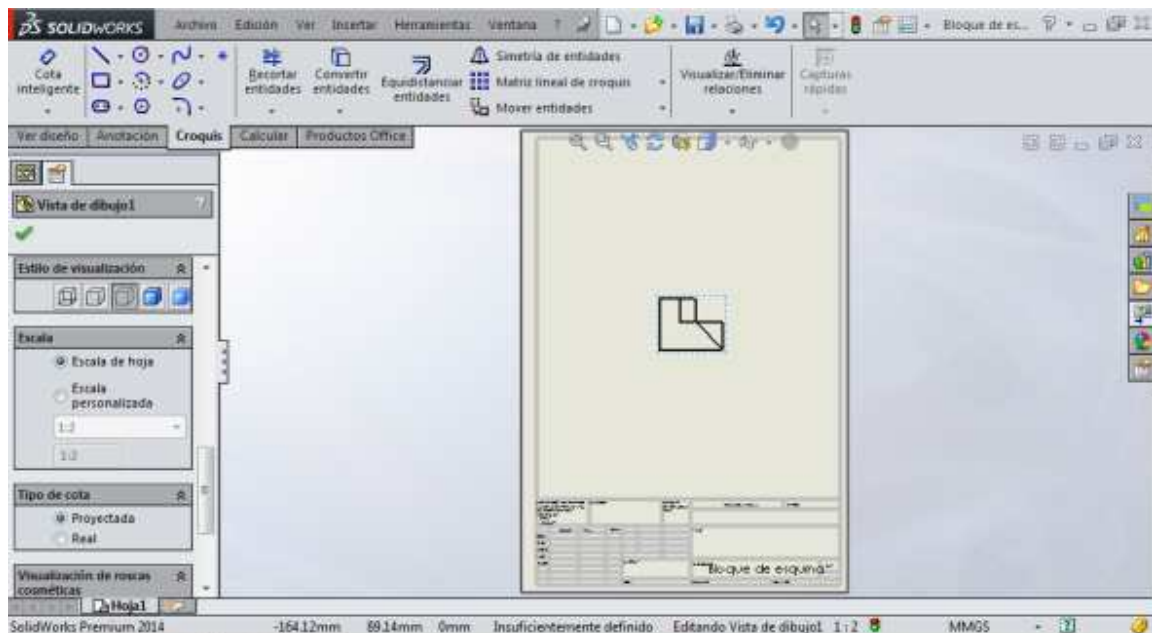 SOLIDWORKS Archivo Edición Ver Insertar Herramientas Ventana ? Bloque de es...
Cota inteligente
Recortar entidades
Convertir entidades
Equidistanciar entidades
Simetría de entidades
Matriz lineal de croquis
Mover entidades
Visualizar/Eliminar relaciones
Capturas rápidas
Ver diseño Anotación Croquis Calcular Productos Office
Vista de dibujo1
Estilo de visualización
Escala
Escala de hoja
Escala personalizada
1:2
1:2
Tipo de cota
Proyectada
Real
Visualización de roscas cosméticas
Bloque de esquina
Hoja1
SolidWorks Premium 2014 -164.12mm 89.14mm 0mm Insuficientemente definido Editando Vista de dibujo1 1:2 MMGS